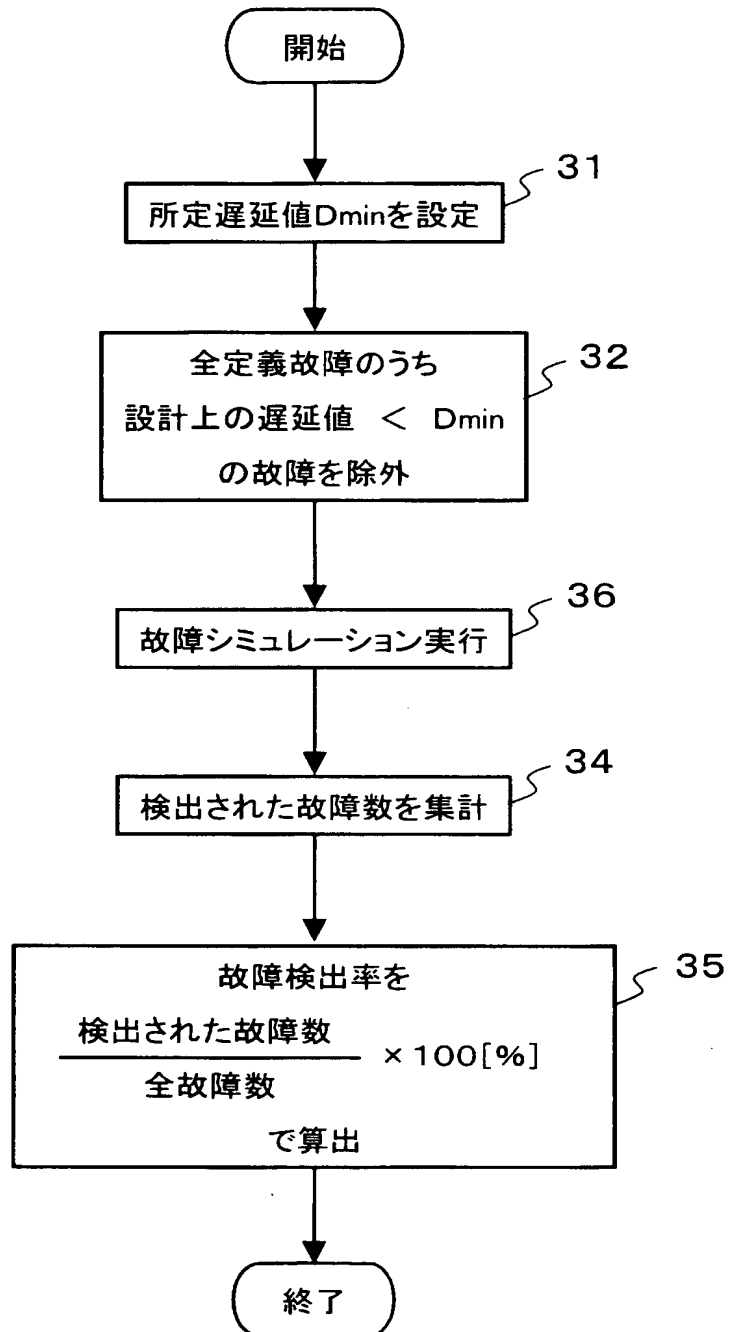 開始
31
所定遅延値Dminを設定
32
全定義故障のうち
設計上の遅延値 < Dmin
の故障を除外
36
故障シミュレーション実行
34
検出された故障数を集計
35
故障検出率を
検出された故障数
全故障数
×100[%]
で算出
終了